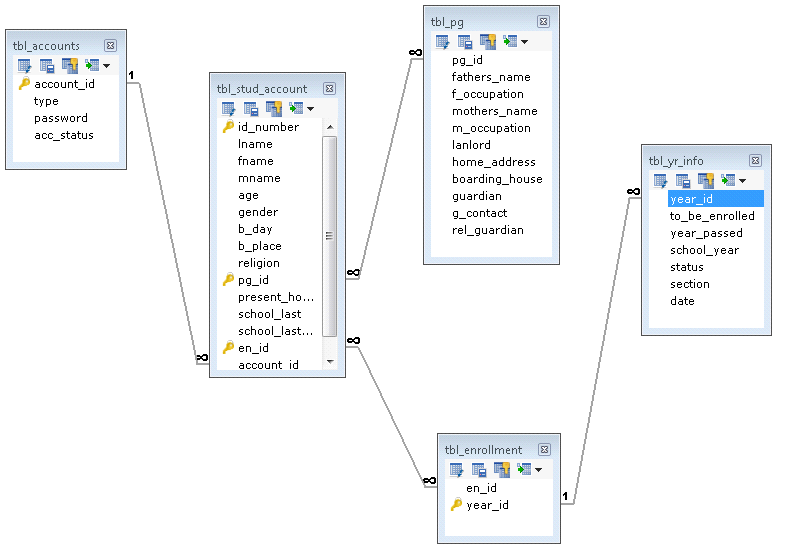 tbl_accounts
account_id
type
password
acc_status
1
∞
tbl_stud_account
id_number
lname
fname
mname
age
gender
b_day
b_place
religion
pg_id
present_ho...
school_last
school_last...
en_id
account_id
∞
∞
tbl_pg
pg_id
fathers_name
f_occupation
mothers_name
m_occupation
lanlord
home_address
boarding_house
guardian
g_contact
rel_guardian
∞
∞
tbl_yr_info
year_id
to_be_enrolled
year_passed
school_year
status
section
date
∞
tbl_enrollment
en_id
year_id
1